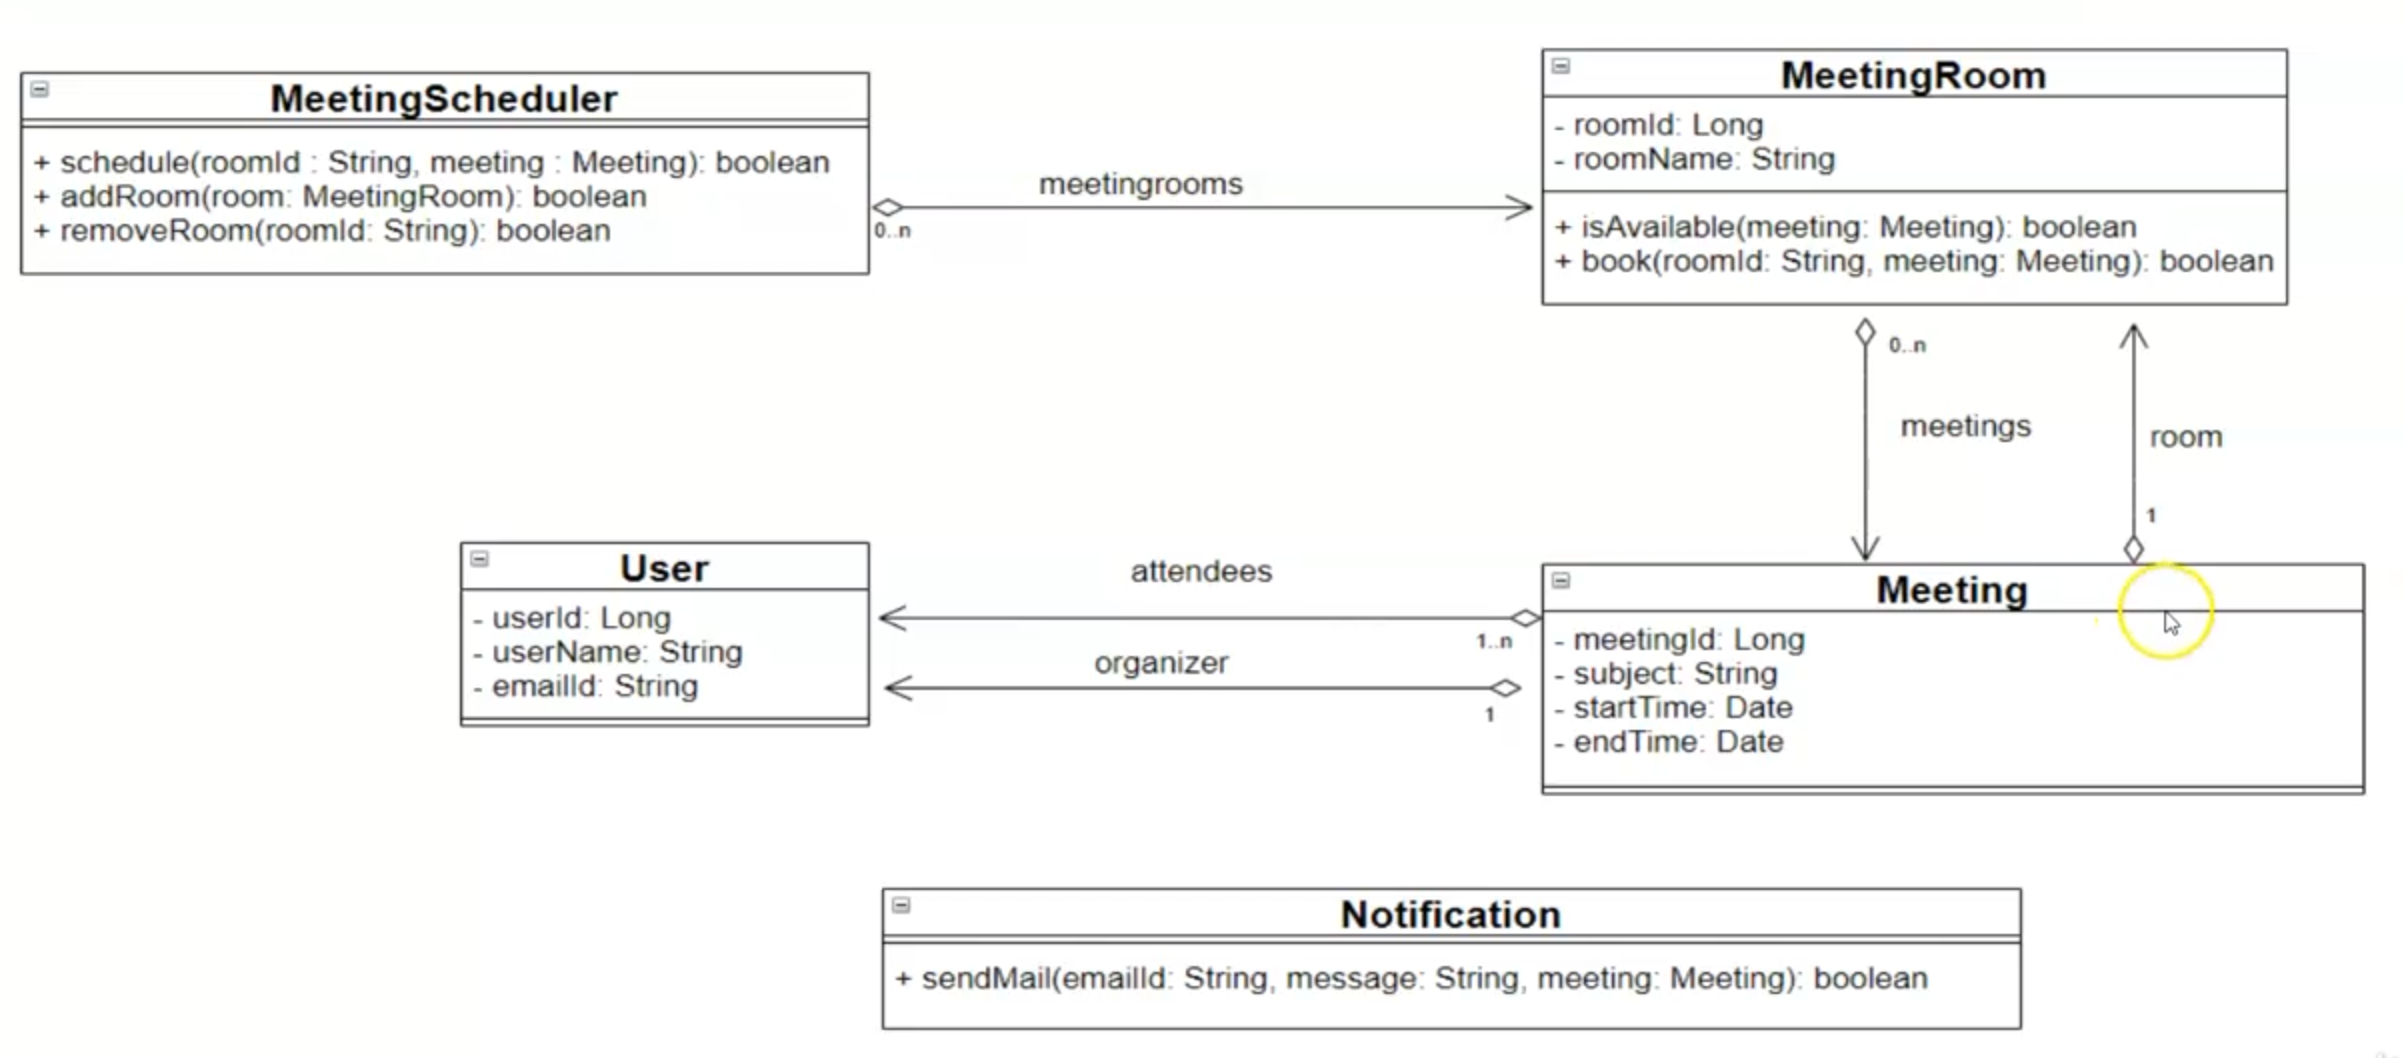 MeetingScheduler
+ schedule(roomId : String, meeting : Meeting): boolean
+ addRoom(room: MeetingRoom): boolean
+ removeRoom(roomId: String): boolean
meetingrooms
0..n
MeetingRoom
- roomId: Long
- roomName: String
+ isAvailable(meeting: Meeting): boolean
+ book(roomId: String, meeting: Meeting): boolean
0..n
meetings
room
1
User
- userId: Long
- userName: String
- emailId: String
attendees
1..n
organizer
1
Meeting
- meetingId: Long
- subject: String
- startTime: Date
- endTime: Date
Notification
+ sendMail(emailId: String, message: String, meeting: Meeting): boolean